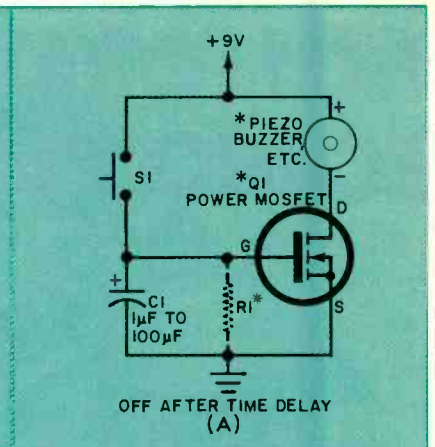 +9V
+
*PIEZO
BUZZER,
ETC.
-
S1
*Q1
POWER MOSFET
D
G
+
C1
1µF TO
100µF
R1*
S
OFF AFTER TIME DELAY
(A)